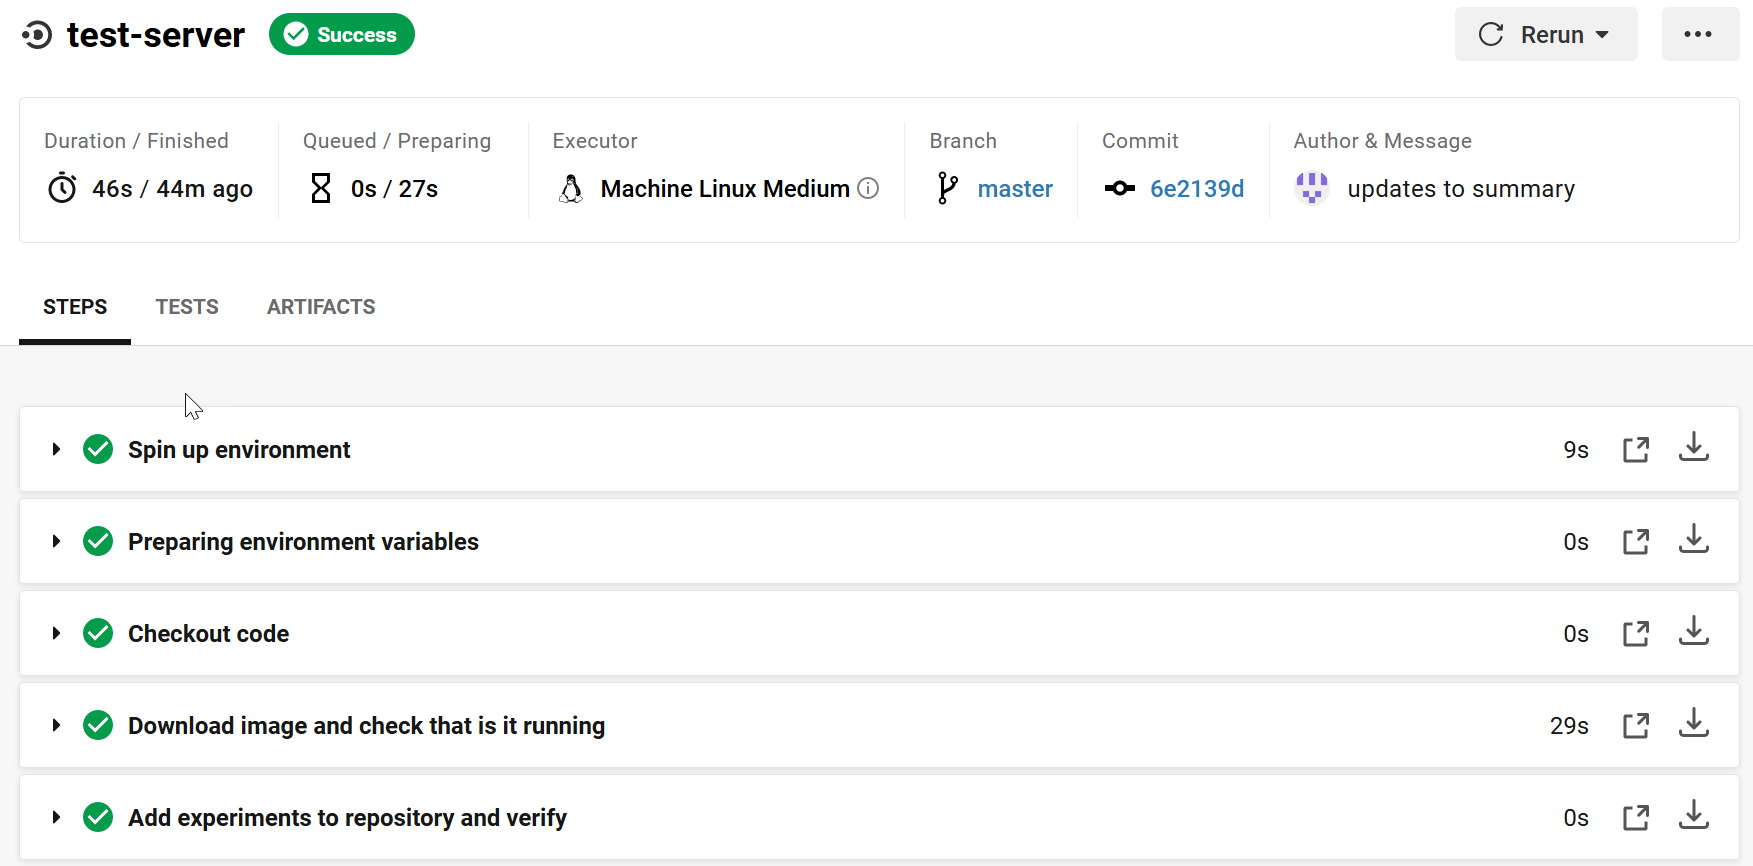 test-server Success Rerun
Duration / Finished Queued / Preparing Executor Branch Commit Author & Message
46s / 44m ago 0s / 27s Machine Linux Medium master 6e2139d updates to summary
STEPS TESTS ARTIFACTS
Spin up environment 9s
Preparing environment variables 0s
Checkout code 0s
Download image and check that is it running 29s
Add experiments to repository and verify 0s